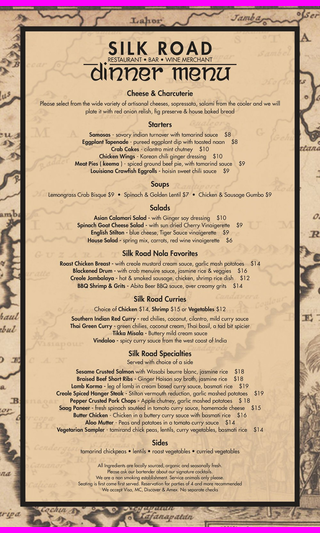 Lahor
Jamba
SILK ROAD
RESTAURANT • BAR • WINE MERCHANT
dinner menu
Cheese & Charcuterie
Please select from the wide variety of artisanal cheeses, sopressata, salami from the cooler and we will
plate it with red onion relish, fig preserve & house baked bread
Starters
Samosas - savory indian turnover with tamarind sauce $8
Eggplant Tapenade - pureed eggplant dip with toasted naan $8
Crab Cakes - cilantro mint chutney $10
Chicken Wings - Korean chili ginger dressing $10
Meat Pies ( keema ) - spiced ground beef pie, with tamarind sauce $9
Louisiana Crawfish Eggrolls - hoisin sweet chili sauce $9
Soups
Lemongrass Crab Bisque $9 • Spinach & Golden Lentil $7 • Chicken & Sausage Gumbo $9
Salads
Asian Calamari Salad - with Ginger soy dressing $10
Spinach Goat Cheese Salad - with sun dried Cherry Vinaigrette $9
English Stilton - blue cheese, Tiger Sauce vinaigrette $9
House Salad - spring mix, carrots, red wine vinaigrette $6
Silk Road Nola Favorites
Roast Chicken Breast - with creole mustard cream sauce, garlic mash potatoes $14
Blackened Drum - with crab meuniere sauce, jasmine rice & veggies $16
Creole Jambalaya - hot & smoked sausage, chicken, shrimp rice dish $12
BBQ Shrimp & Grits - Abita Beer BBQ sauce, over creamy grits $14
Silk Road Curries
Choice of Chicken $14, Shrimp $15 or Vegetables $12
Southern Indian Red Curry - red chilies, coconut, cilantro, mild curry sauce
Thai Green Curry - green chilies, coconut cream, Thai basil, a tad bit spicier
Tikka Masala - Buttery mild cream sauce
Vindaloo - spicy curry sauce from the west coast of India
Silk Road Specialties
Served with choice of a side
Sesame Crusted Salmon with Wasabi beurre blanc, jasmine rice $18
Braised Beef Short Ribs - Ginger Hoison soy broth, jasmine rice $18
Lamb Korma - leg of lamb in cream based curry sauce, basmati rice $19
Creole Spiced Hanger Steak - Stilton vermouth reduction, garlic mashed potatoes $19
Pepper Crusted Pork Chops - Apple chutney, garlic mashed potatoes $18
Saag Paneer - fresh spinach sauteed in tomato curry sauce, homemade cheese $15
Butter Chicken - Chicken in a buttery curry sauce with basmati rice $16
Aloo Mutter - Peas and potatoes in a tomato curry sauce $14
Vegetarian Sampler - tamarind chick peas, lentils, curry vegetables, basmati rice $14
Sides
tamarind chickpeas • lentils • roast vegetables • curried vegetables
All Ingredients are locally sourced, organic and seasonally fresh.
Please ask our bartender about our signature cocktails.
We are a non smoking establishment. Service animals only please.
Seating is first come first served. Reservation for parties of 4 and more recommended
We accept Visa, MC, Discover & Amex. No separate checks